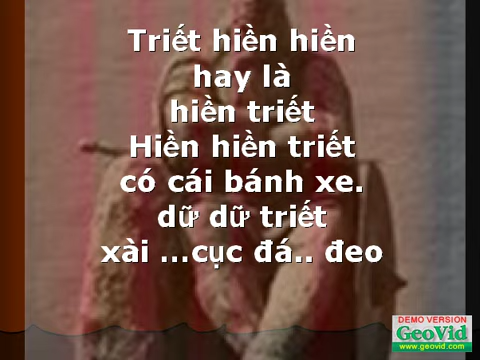 Triết hiền hiền
hay là
hiền triết
Hiền hiền triết
có cái bánh xe.
dữ dữ triết
xài ...cục đá.. đeo
DEMO VERSION
GeoVid
www.geovid.com